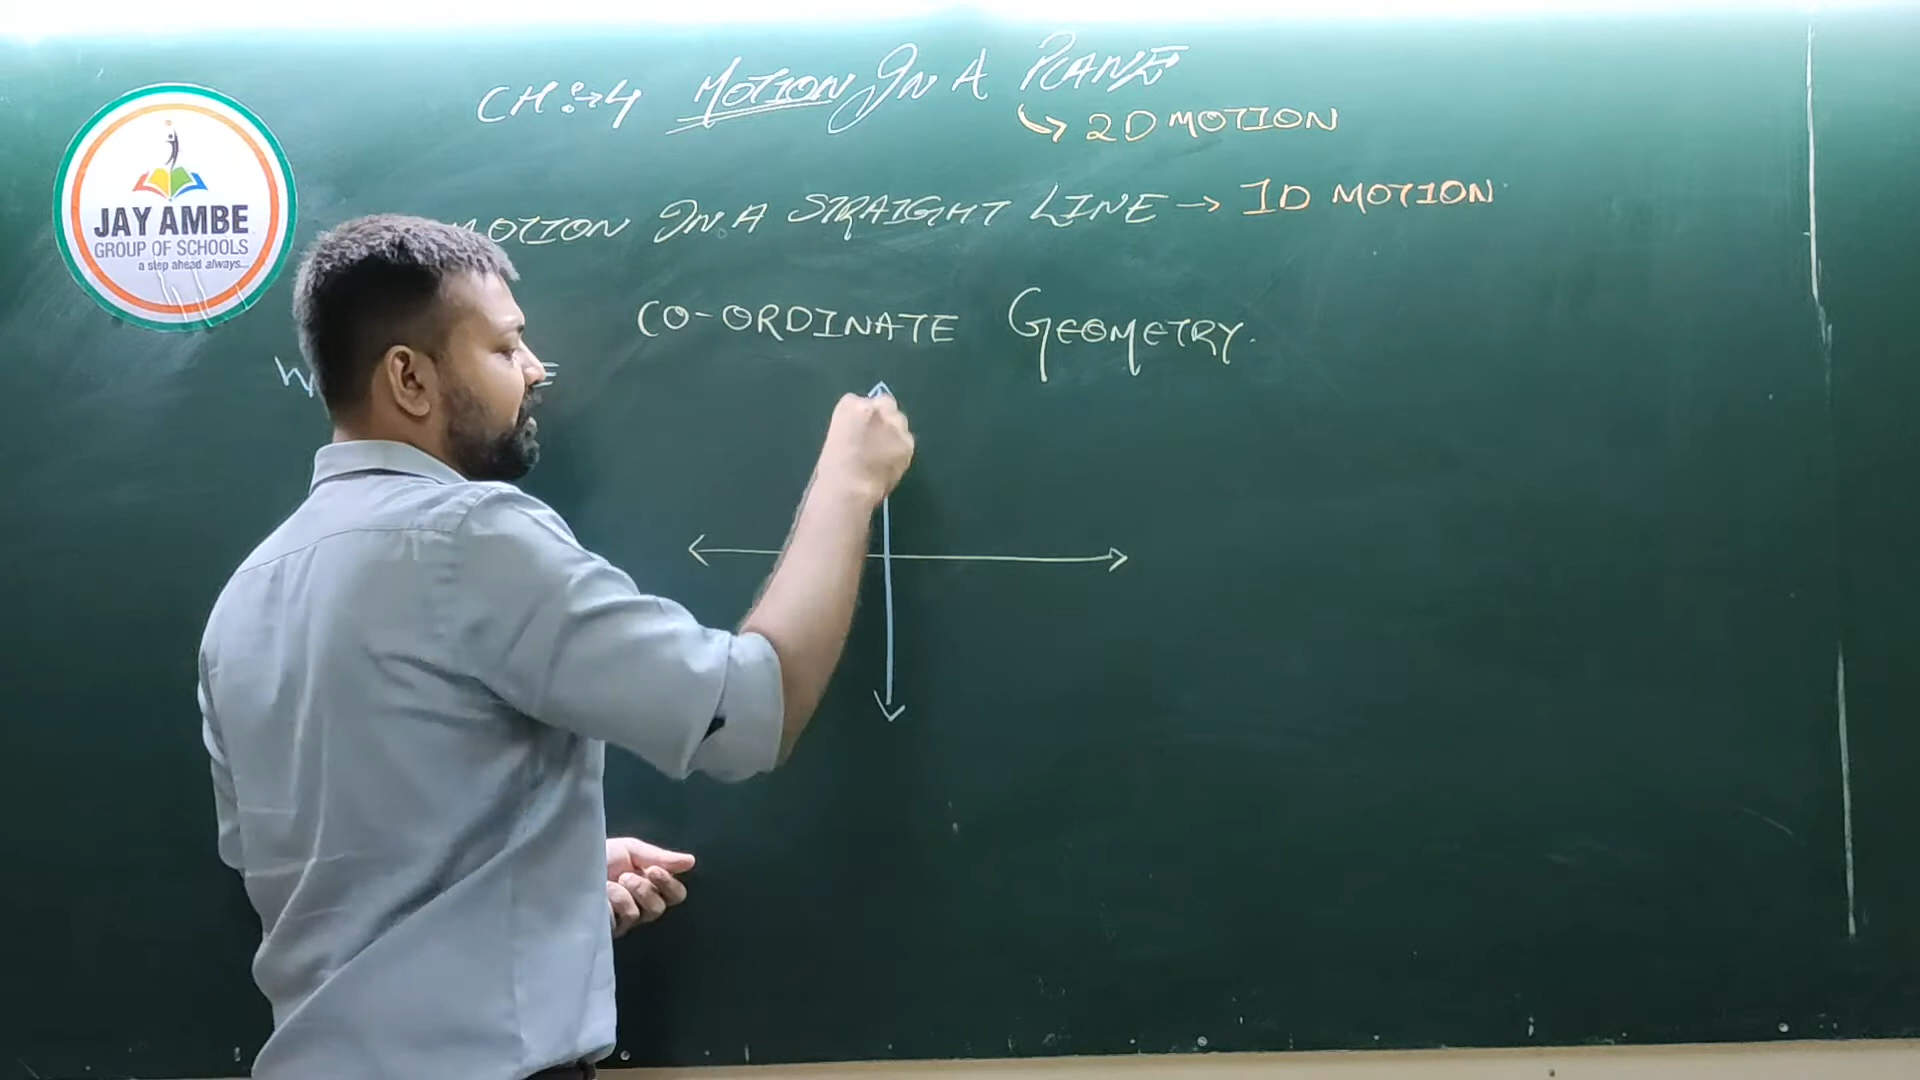 CH:→4 MOTION IN A PLANE
↳ 2D MOTION
MOTION IN A STRAIGHT LINE → 1D MOTION
CO-ORDINATE GEOMETRY.
JAY AMBE
GROUP OF SCHOOLS
a step ahead always...